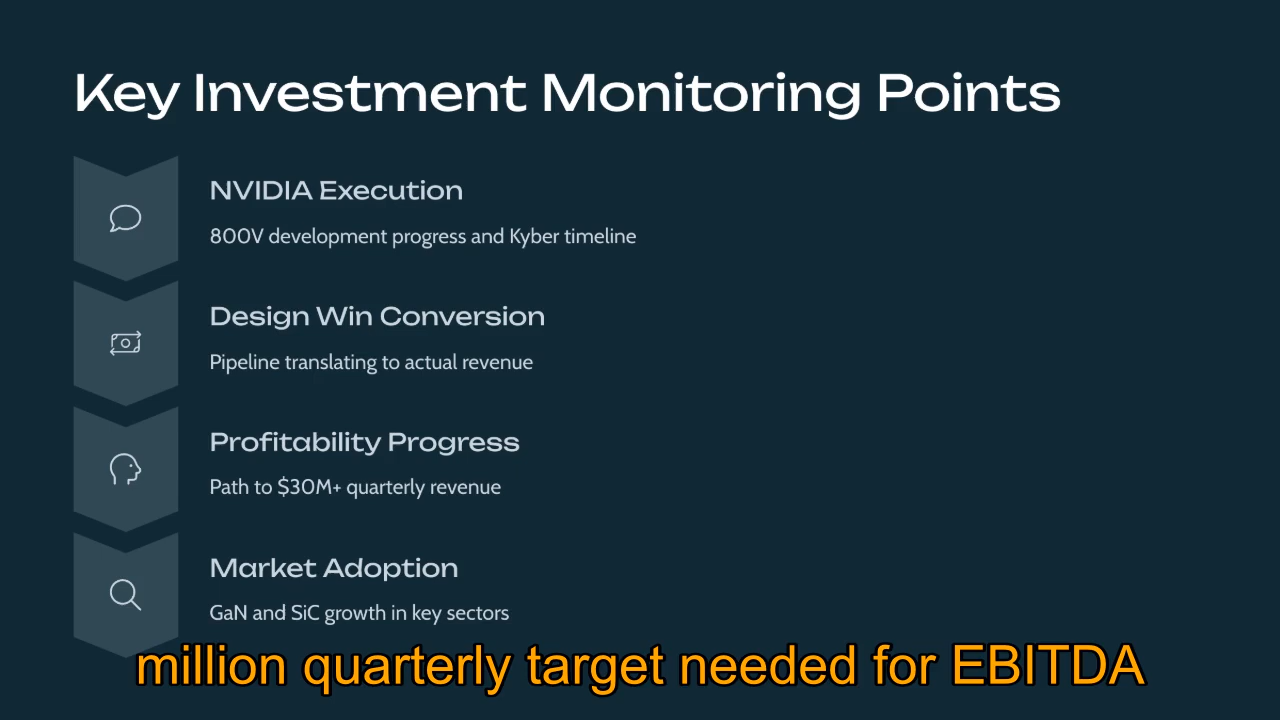 Key Investment Monitoring Points
NVIDIA Execution
800V development progress and Kyber timeline
Design Win Conversion
Pipeline translating to actual revenue
Profitability Progress
Path to $30M+ quarterly revenue
Market Adoption
GaN and SiC growth in key sectors
million quarterly target needed for EBITDA